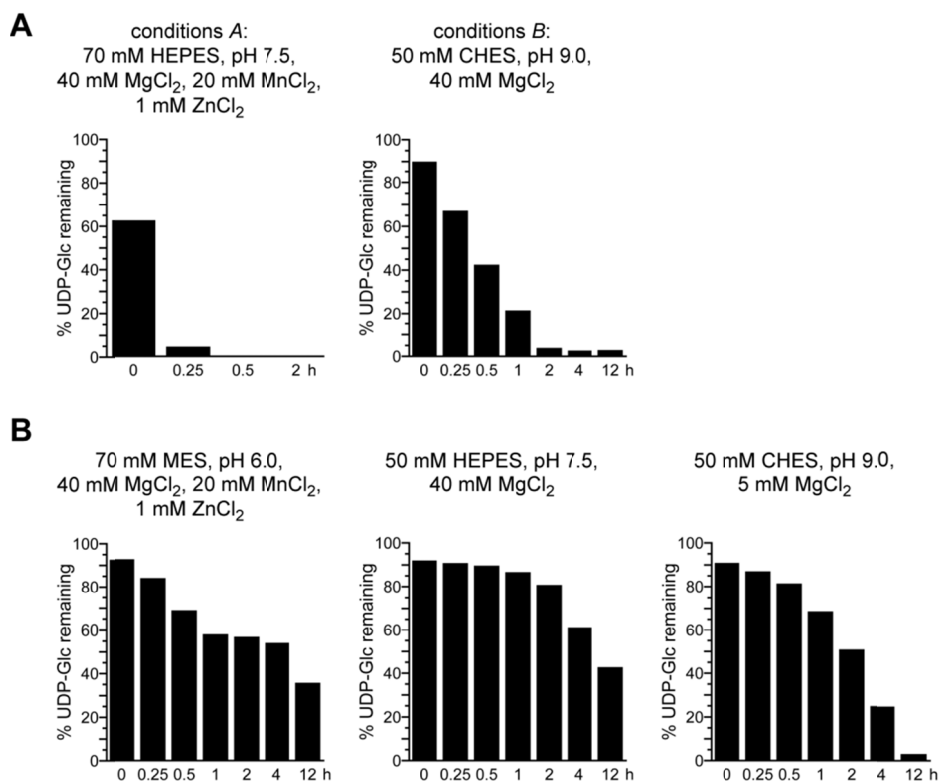 A
conditions A:
70 mM HEPES, pH 7.5,
40 mM MgCl2, 20 mM MnCl2,
1 mM ZnCl2
% UDP-Glc remaining
100
80
60
40
20
0
0 0.25 0.5 2 h
conditions B:
50 mM CHES, pH 9.0,
40 mM MgCl2
% UDP-Glc remaining
100
80
60
40
20
0
0 0.25 0.5 1 2 4 12 h
B
70 mM MES, pH 6.0,
40 mM MgCl2, 20 mM MnCl2,
1 mM ZnCl2
% UDP-Glc remaining
100
80
60
40
20
0
0 0.25 0.5 1 2 4 12 h
50 mM HEPES, pH 7.5,
40 mM MgCl2
% UDP-Glc remaining
100
80
60
40
20
0
0 0.25 0.5 1 2 4 12 h
50 mM CHES, pH 9.0,
5 mM MgCl2
% UDP-Glc remaining
100
80
60
40
20
0
0 0.25 0.5 1 2 4 12 h